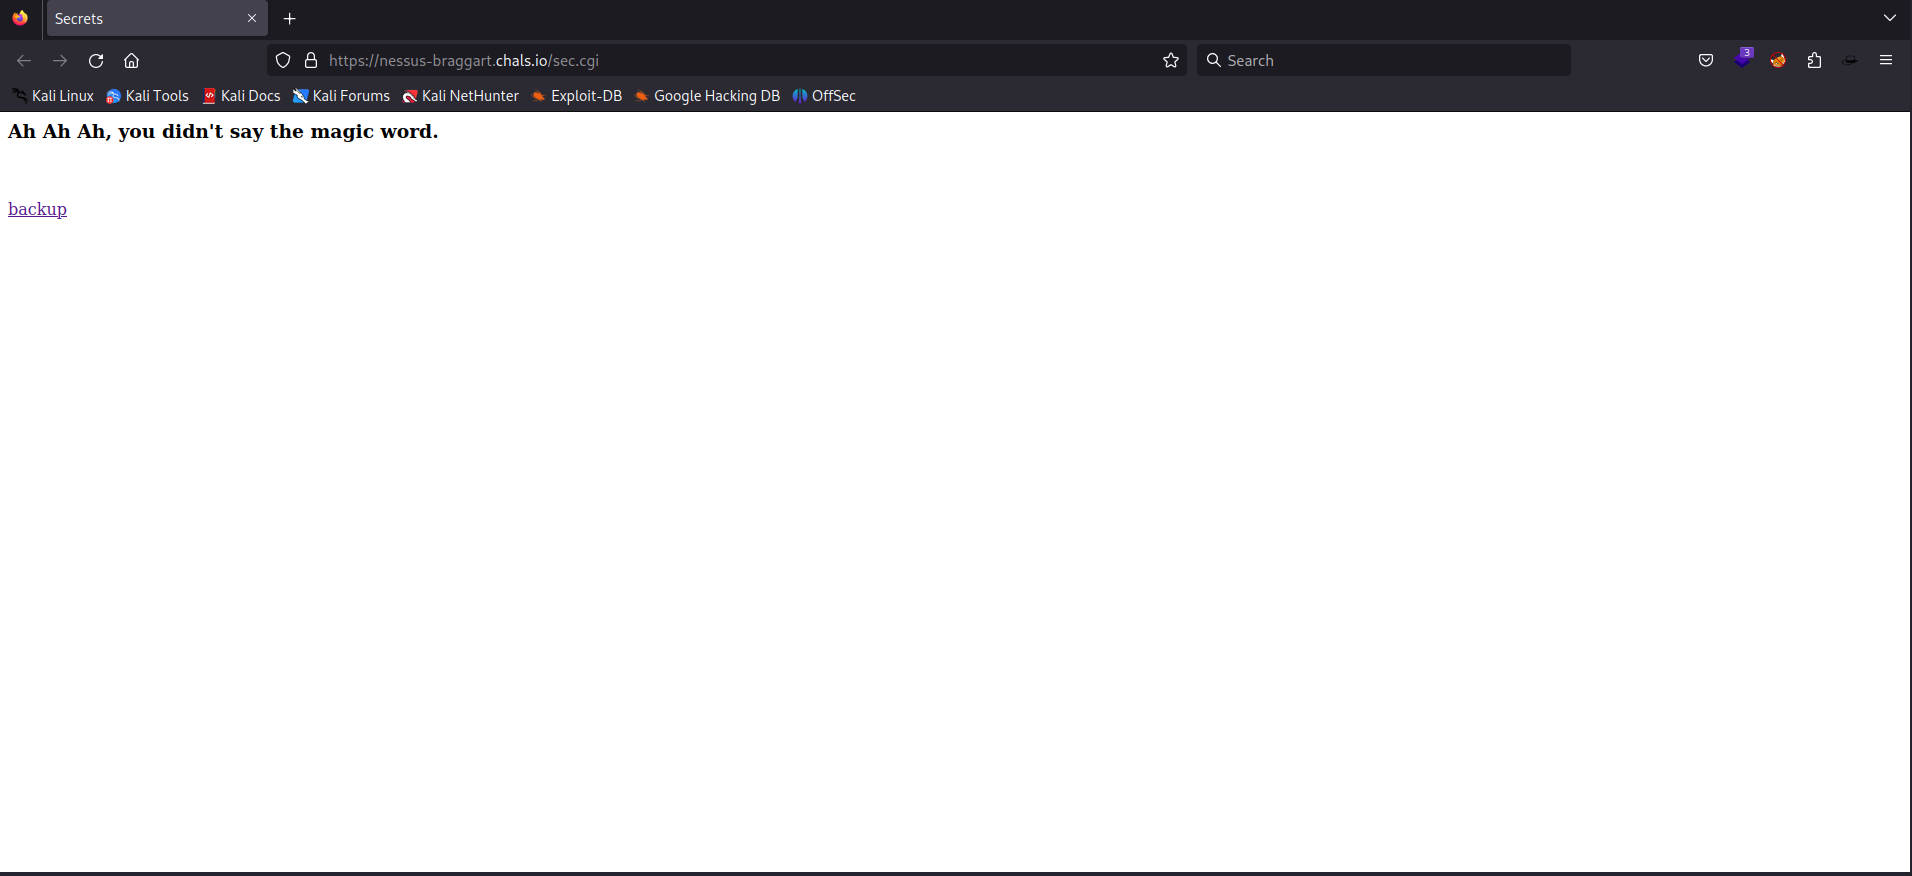 Secrets
https://nessus-braggart.chals.io/sec.cgi
Search
3
Kali Linux Kali Tools Kali Docs Kali Forums Kali NetHunter Exploit-DB Google Hacking DB OffSec
Ah Ah Ah, you didn't say the magic word.
backup